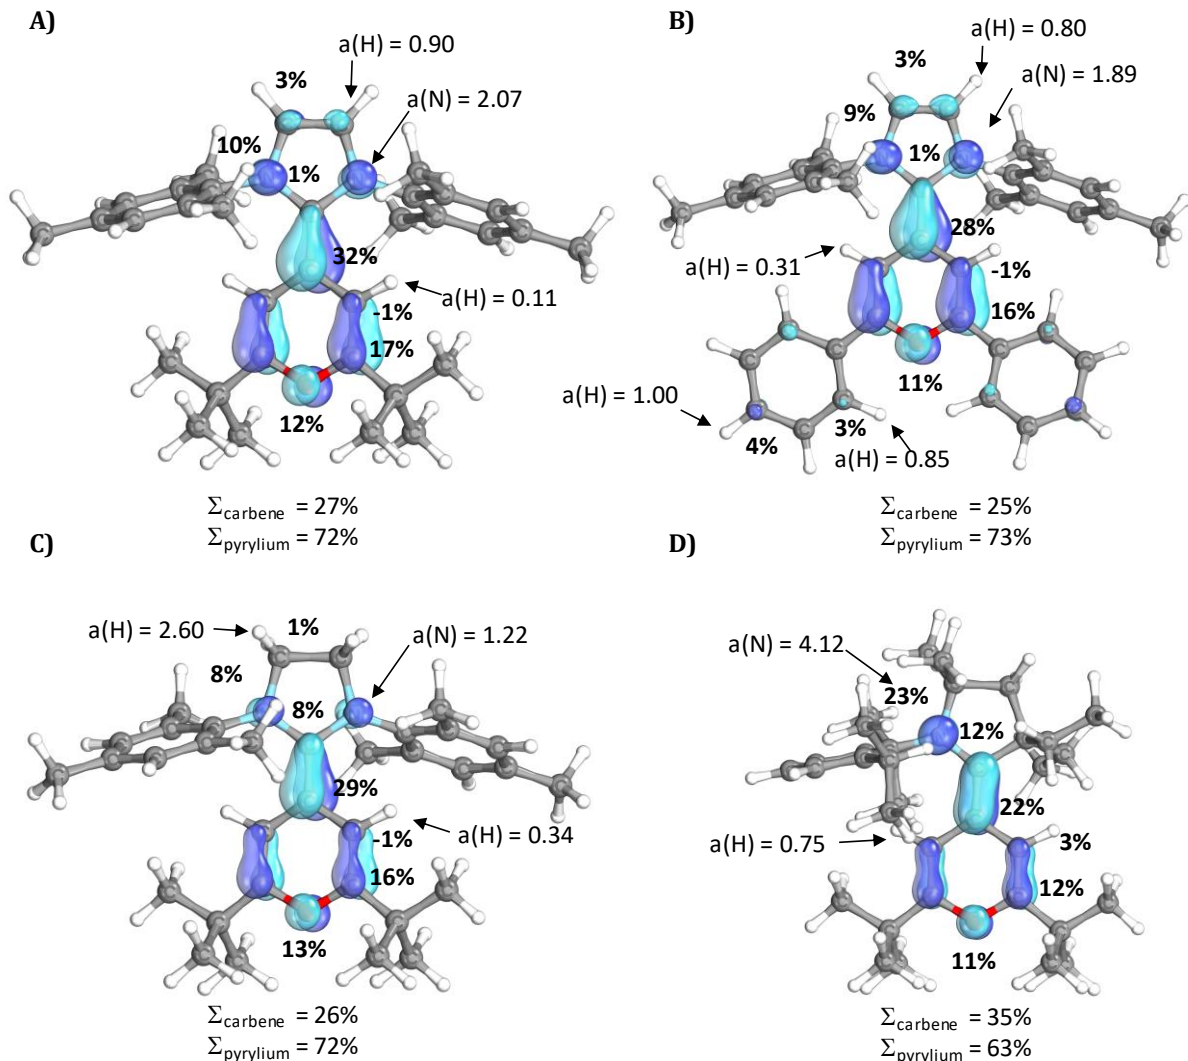 A)
a(H) = 0.90
3%
a(N) = 2.07
10%
1%
32%
a(H) = 0.11
-1%
17%
12%
Σcarbene = 27%
Σpyrylium = 72%
B)
a(H) = 0.80
3%
a(N) = 1.89
9%
1%
28%
a(H) = 0.31
-1%
16%
11%
a(H) = 1.00
3%
4%
a(H) = 0.85
Σcarbene = 25%
Σpyrylium = 73%
C)
a(H) = 2.60
1%
a(N) = 1.22
8%
8%
29%
a(H) = 0.34
-1%
16%
13%
Σcarbene = 26%
Σpyrylium = 72%
D)
a(N) = 4.12
23%
12%
22%
a(H) = 0.75
3%
12%
11%
Σcarbene = 35%
Σpyrylium = 63%